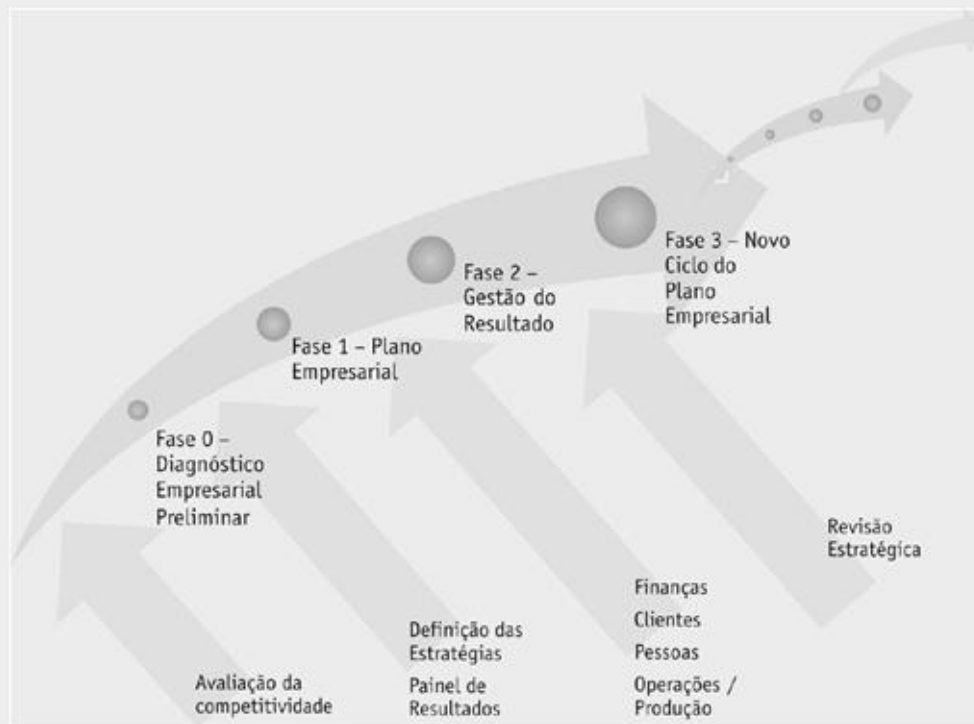 Fase 0 –
Diagnóstico
Empresarial
Preliminar
Fase 1 – Plano
Empresarial
Fase 2 –
Gestão do
Resultado
Fase 3 – Novo
Ciclo do
Plano
Empresarial
Avaliação da
competitividade
Definição das
Estratégias
Painel de
Resultados
Finanças
Clientes
Pessoas
Operações /
Produção
Revisão
Estratégica